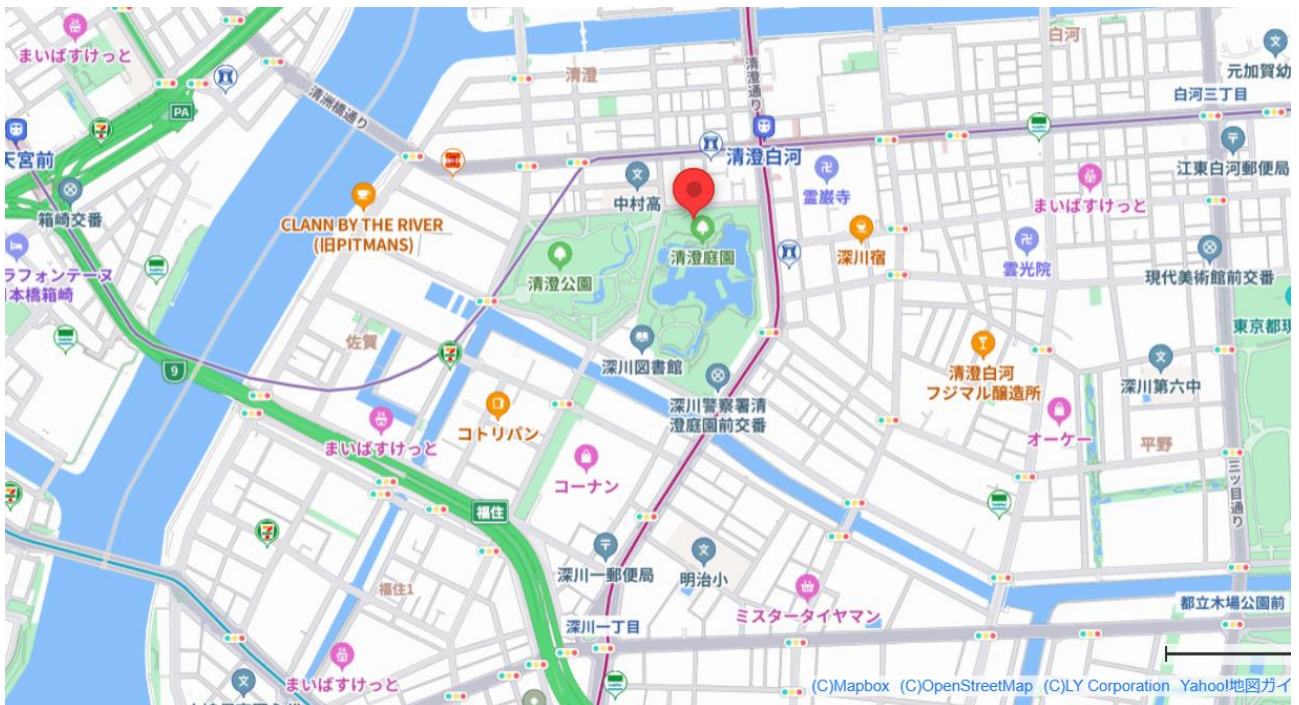 まいばすけっと
PA
清洲橋通り
清澄
清澄通り
白河
元加賀幼
白河三丁目
天宮前
箱崎交番
CLANN BY THE RIVER
(旧PITMANS)
中村高
清澄白河
霊巌寺
まいばすけっと
江東白河郵便局
ラフォンテーヌ
本橋箱崎
清澄公園
清澄庭園
深川宿
雲光院
現代美術館前交番
東京都現
9
佐賀
深川図書館
深川警察署清
澄庭園前交番
清澄白河
フジマル醸造所
深川第六中
まいばすけっと
コトリパン
コーナン
オーケー
平野
三ツ目通り
福住
深川一郵便局
明治小
福住1
ミスタータイヤマン
都立木場公園前
深川一丁目
まいばすけっと
(C)Mapbox (C)OpenStreetMap (C)LY Corporation Yahoo!地図ガイ